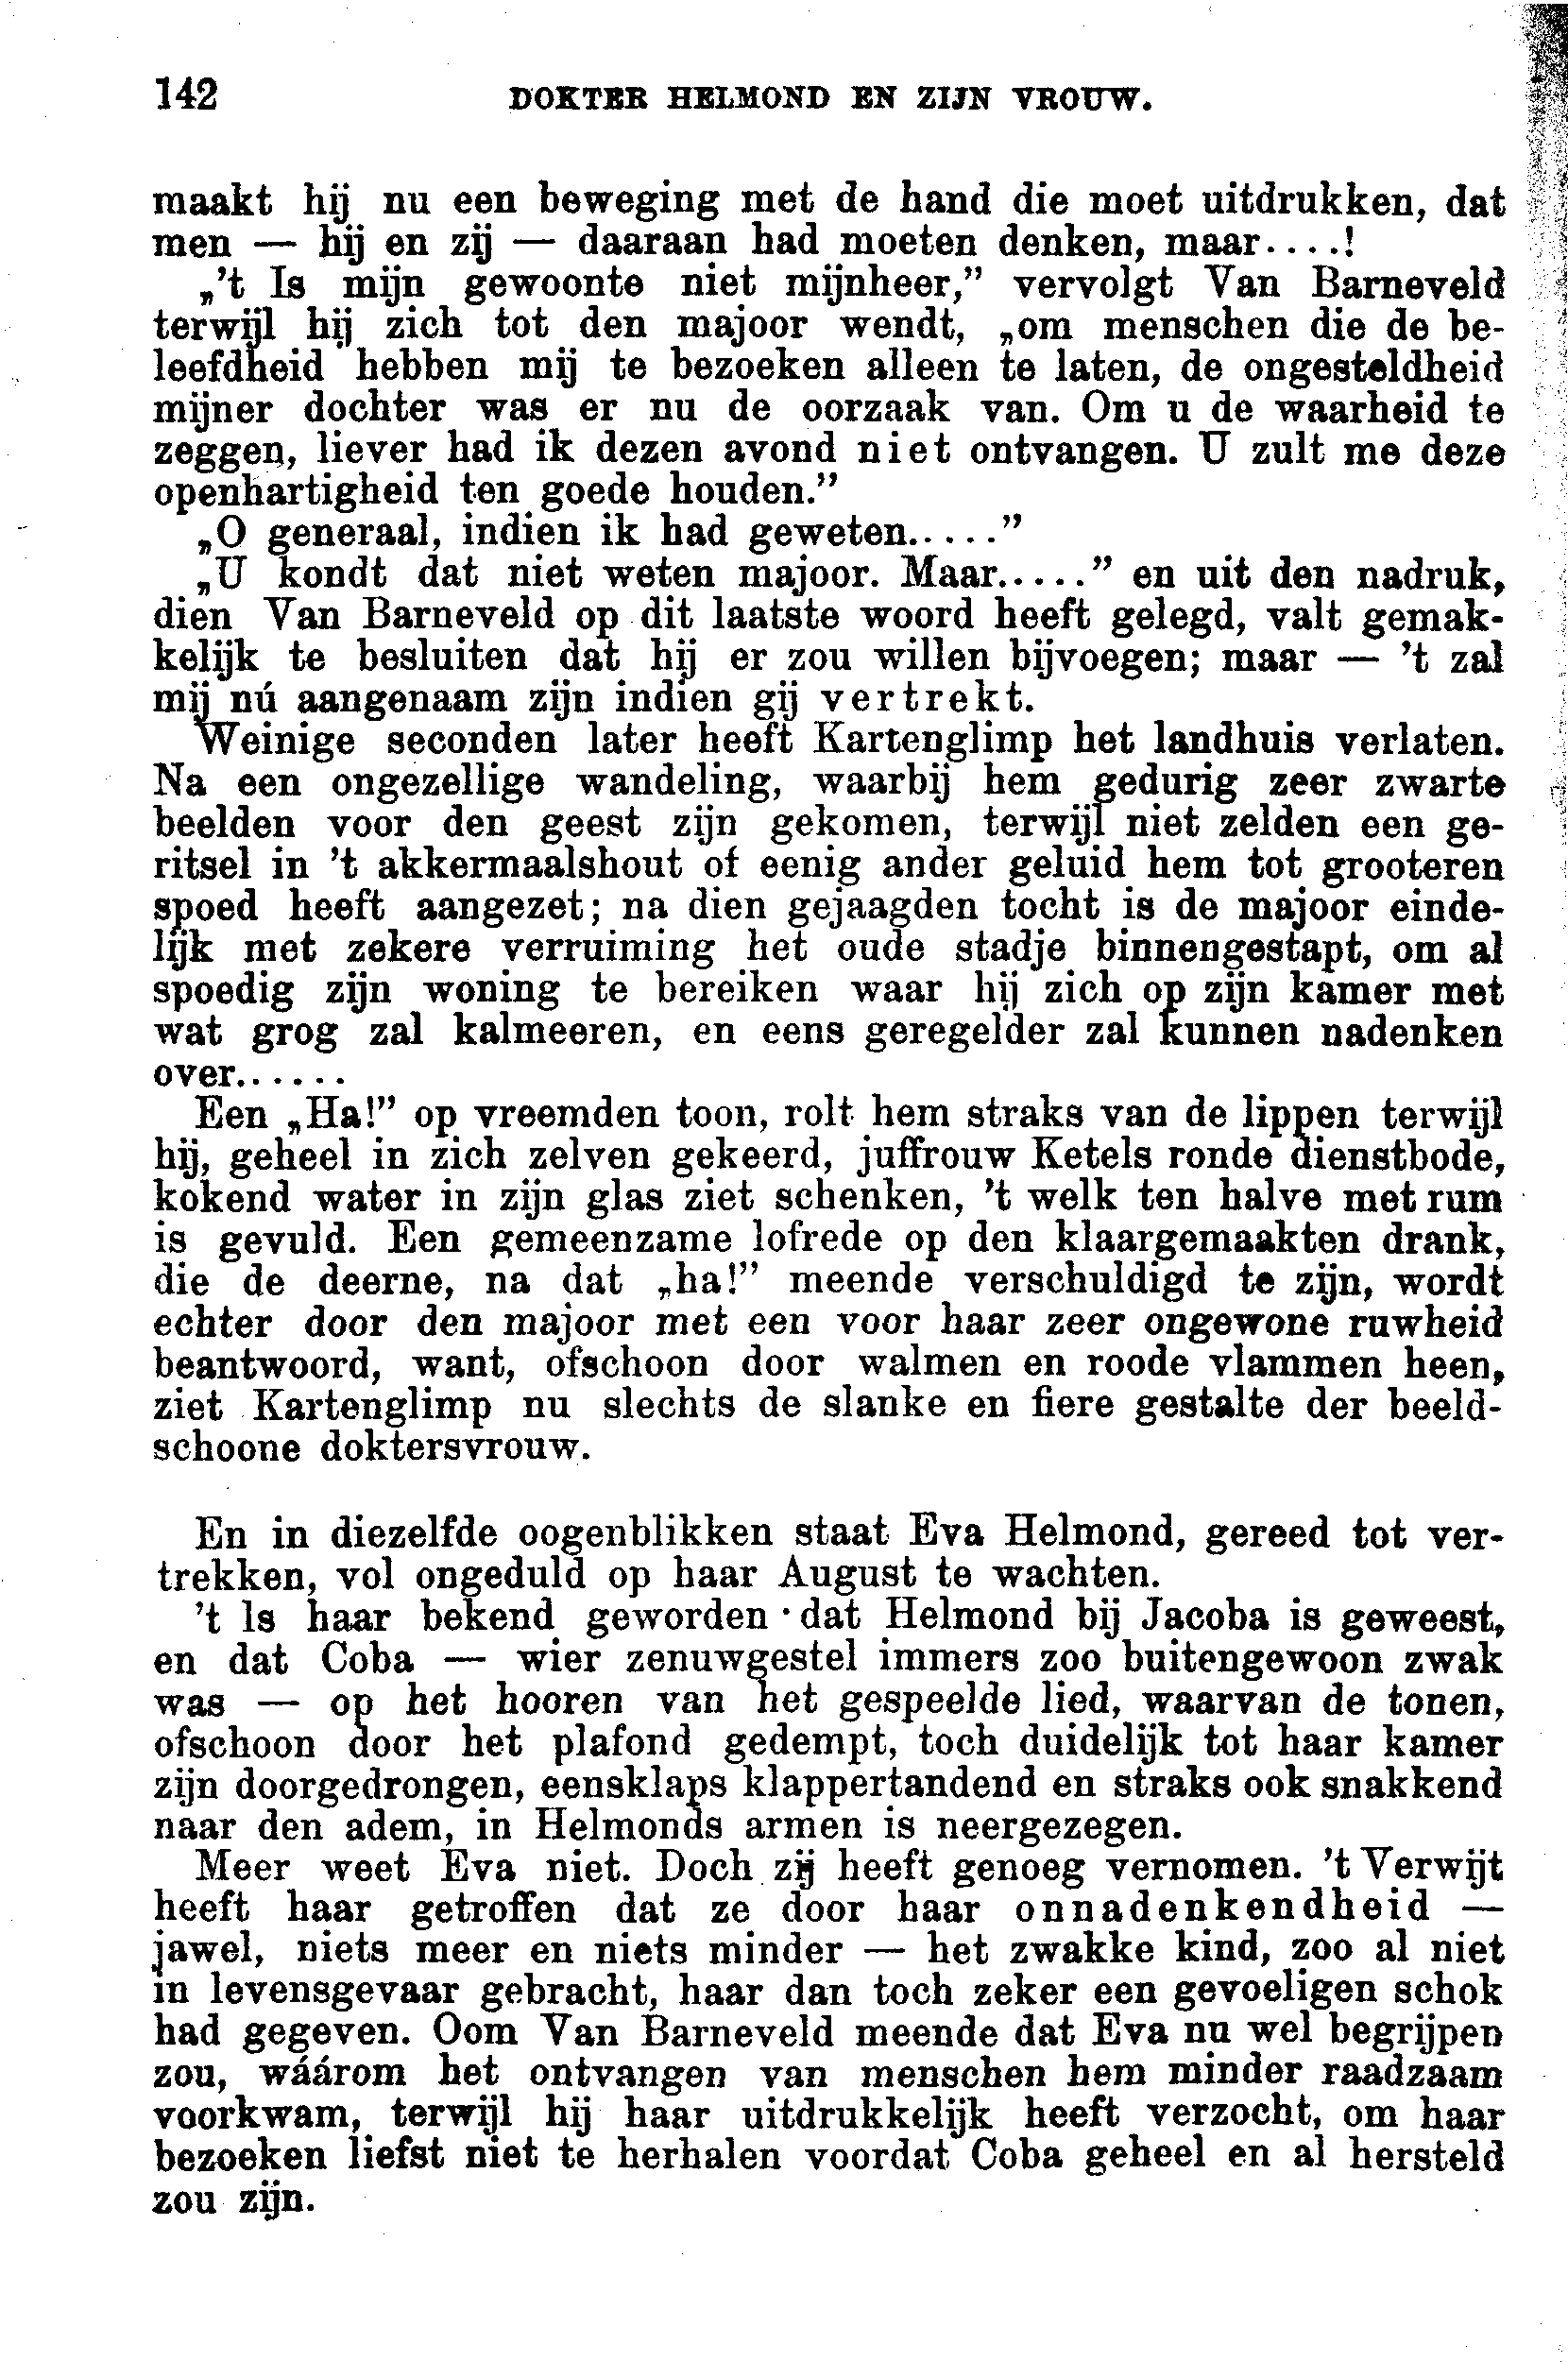 142 DOKTER HELMOND EN ZIJN VROUW.
maakt hij nu een beweging met de hand die moet uitdrukken, dat
men — hij en zij — daaraan had moeten denken, maar....!
„'t Is mijn gewoonte niet mijnheer,” vervolgt Van Barneveld
terwijl hij zich tot den majoor wendt, „om menschen die de be-
leefdheid hebben mij te bezoeken alleen te laten, de ongesteldheid
mijner dochter was er nu de oorzaak van. Om u de waarheid te
zeggen, liever had ik dezen avond niet ontvangen. U zult me deze
openhartigheid ten goede houden.”
„O generaal, indien ik had geweten.....”
„U kondt dat niet weten majoor. Maar.....” en uit den nadruk,
dien Van Barneveld op dit laatste woord heeft gelegd, valt gemak-
kelijk te besluiten dat hij er zou willen bijvoegen; maar — 't zal
mij nú aangenaam zijn indien gij vertrekt.
Weinige seconden later heeft Kartenglimp het landhuis verlaten.
Na een ongezellige wandeling, waarbij hem gedurig zeer zwarte
beelden voor den geest zijn gekomen, terwijl niet zelden een ge-
ritsel in 't akkermaalshout of eenig ander geluid hem tot grooteren
spoed heeft aangezet; na dien gejaagden tocht is de majoor einde-
lijk met zekere verruiming het oude stadje binnengestapt, om al
spoedig zijn woning te bereiken waar hij zich op zijn kamer met
wat grog zal kalmeeren, en eens geregelder zal kunnen nadenken
over......
Een „Ha!” op vreemden toon, rolt hem straks van de lippen terwijl
hij, geheel in zich zelven gekeerd, juffrouw Ketels ronde dienstbode,
kokend water in zijn glas ziet schenken, 't welk ten halve met rum
is gevuld. Een gemeenzame lofrede op den klaargemaakten drank,
die de deerne, na dat „ha!” meende verschuldigd te zijn, wordt
echter door den majoor met een voor haar zeer ongewone ruwheid
beantwoord, want, ofschoon door walmen en roode vlammen heen,
ziet Kartenglimp nu slechts de slanke en fiere gestalte der beeld-
schoone doktersvrouw.
En in diezelfde oogenblikken staat Eva Helmond, gereed tot ver-
trekken, vol ongeduld op haar August te wachten.
't Is haar bekend geworden dat Helmond bij Jacoba is geweest,
en dat Coba — wier zenuwgestel immers zoo buitengewoon zwak
was — op het hooren van het gespeelde lied, waarvan de tonen,
ofschoon door het plafond gedempt, toch duidelijk tot haar kamer
zijn doorgedrongen, eensklaps klappertandend en straks ook snakkend
naar den adem, in Helmonds armen is neergezegen.
Meer weet Eva niet. Doch zij heeft genoeg vernomen. 't Verwijt
heeft haar getroffen dat ze door haar onnadenkendheid —
jawel, niets meer en niets minder — het zwakke kind, zoo al niet
in levensgevaar gebracht, haar dan toch zeker een gevoeligen schok
had gegeven. Oom Van Barneveld meende dat Eva nu wel begrijpen
zou, wáárom het ontvangen van menschen hem minder raadzaam
voorkwam, terwijl hij haar uitdrukkelijk heeft verzocht, om haar
bezoeken liefst niet te herhalen voordat Coba geheel en al hersteld
zou zijn.